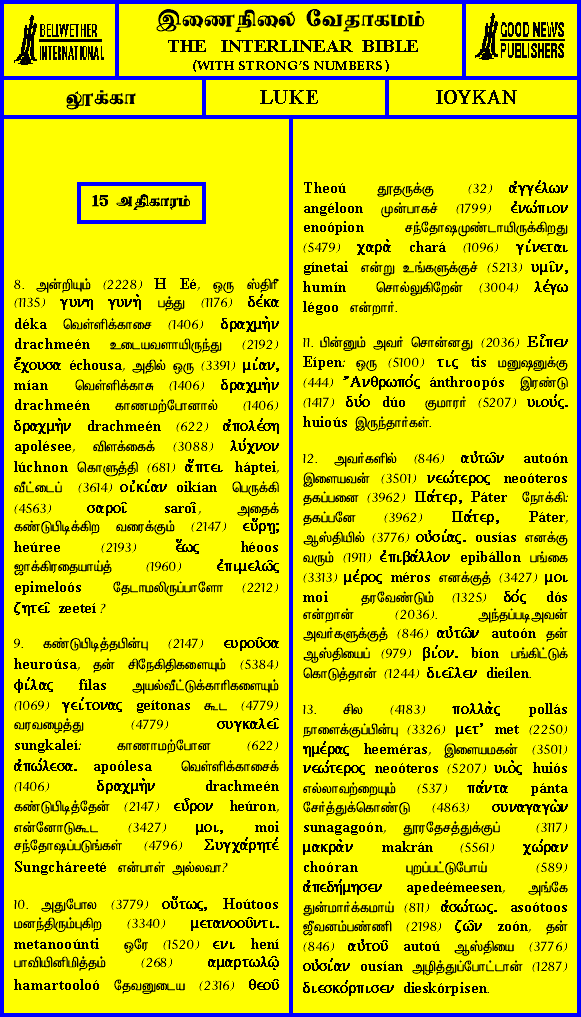 BELLWETHER
INTERNATIONAL
இணைநிலை வேதாகமம்
THE INTERLINEAR BIBLE
(WITH STRONG'S NUMBERS)
GOOD NEWS
PUBLISHERS
லூக்கா
LUKE
ΙΟΥΚΑΝ
15 அதிகாரம்
8. அன்றியும் (2228) Ἡ Eé, ஒரு ஸ்திரீ
(1135) γυνη γυνὴ பத்து (1176) δέκα
déka வெள்ளிக்காசை (1406) δραχμὴν
drachmeén உடையவளாயிருந்து (2192)
ἔχουσα échousa, அதில் ஒரு (3391) μίαν,
mían வெள்ளிக்காசு (1406) δραχμὴν
drachmeén காணமற்போனால் (1406)
δραχμὴν drachmeén (622) ἀπολέση
apolésee, விளக்கைக் (3088) λύχνον
lúchnon கொளுத்தி (681) ἅπτει háptei,
வீட்டைப் (3614) οἰκίαν oikían பெருக்கி
(4563) σαροῖ saroî, அதைக்
கண்டுபிடிக்கிற வரைக்கும் (2147) εὕρη;
heúree (2193) ἕως héoos
ஜாக்கிரதையாய்த் (1960) ἐπιμελῶς
epimeloós தேடாமலிருப்பாளோ (2212)
ζητεῖ zeeteí?
9. கண்டுபிடித்தபின்பு (2147) ευροῦσα
heuroúsa, தன் சிநேகிதிகளையும் (5384)
φίλας filas அயல்வீட்டுக்காரிகளையும்
(1069) γείτονας geítonas கூட (4779)
வரவழைத்து (4779) συγκαλεῖ
sungkaleí: காணாமற்போன (622)
ἀπώλεσα. apoólesa வெள்ளிக்காசைக்
(1406) δραχμὴν drachmeén
கண்டுபிடித்தேன் (2147) εὗρον heúron,
என்னோடுகூட (3427) μοι, moi
சந்தோஷப்படுங்கள் (4796) Συγχάρητέ
Sungcháreeté என்பாள் அல்லவா?
10. அதுபோல (3779) οὕτως, Hoútoos
மனந்திரும்புகிற (3340) μετανοοῦντι.
metanooúnti ஒரே (1520) ενι hení
பாவியினிமித்தம் (268) αμαρτωλῷ
hamartooloó தேவனுடைய (2316) θεοῦ
Theoú தூதருக்கு (32) ἀγγέλων
angéloon முன்பாகச் (1799) ἐνώπιον
enoópion சந்தோஷமுண்டாயிருக்கிறது
(5479) χαρὰ chará (1096) γίνεται
gínetai என்று உங்களுக்குச் (5213) υμῖν,
humín சொல்லுகிறேன் (3004) λέγω
légoo என்றார்.
11. பின்னும் அவர் சொன்னது (2036) Εἶπεν
Eípen: ஒரு (5100) τις tis மனுஷனுக்கு
(444) Ἄνθρωπός ánthroopós இரண்டு
(1417) δύο dúo குமாரர் (5207) υιούς.
huioús இருந்தார்கள்.
12. அவர்களில் (846) αὐτῶν autoón
இளையவன் (3501) νεώτερος neoóteros
தகப்பனை (3962) Πάτερ, Páter நோக்கி:
தகப்பனே (3962) Πάτερ, Páter,
ஆஸ்தியில் (3776) οὐσίας. ousías எனக்கு
வரும் (1911) ἐπιβάλλον epibállon பங்கை
(3313) μέρος méros எனக்குத் (3427) μοι
moi தரவேண்டும் (1325) δός dós
என்றான் (2036). அந்தப்படிஅவன்
அவர்களுக்குத் (846) αὐτῶν autoón தன்
ஆஸ்தியைப் (979) βίον. bíon பங்கிட்டுக்
கொடுத்தான் (1244) διεῖλεν dieílen.
13. சில (4183) πολλὰς pollás
நாளைக்குப்பின்பு (3326) μετ' met (2250)
ημέρας heeméras, இளையமகன் (3501)
νεώτερος neoóteros (5207) υιὸς huiós
எல்லாவற்றையும் (537) πάντα pánta
சேர்த்துக்கொண்டு (4863) συναγαγὼν
sunagagoón, தூரதேசத்துக்குப் (3117)
μακρὰν makrán (5561) χώραν
choóran புறப்பட்டுபோய் (589)
ἀπεδήμησεν apedeémeesen, அங்கே
துன்மார்க்கமாய் (811) ἀσώτως. asoótoos
ஜீவனம்பண்ணி (2198) ζῶν zoón, தன்
(846) αὐτοῦ autoú ஆஸ்தியை (3776)
οὐσίαν ousían அழித்துப்போட்டான் (1287)
διεσκόρπισεν dieskórpisen.